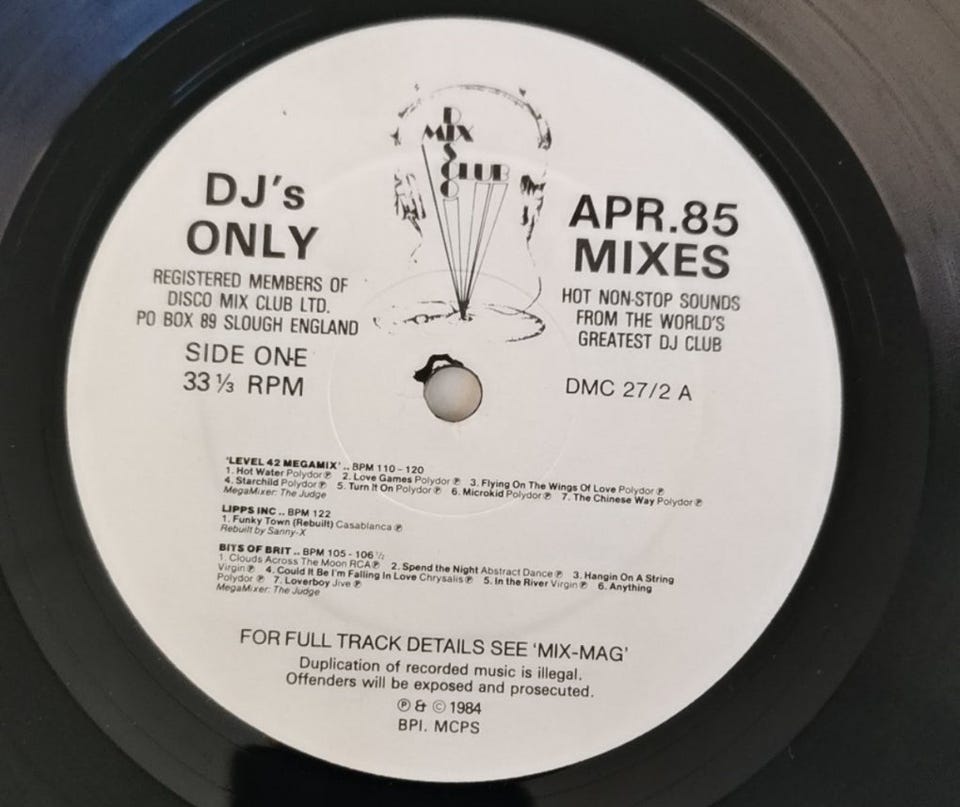 DISCO
MIX
CLUB
DJ's
ONLY
REGISTERED MEMBERS OF
DISCO MIX CLUB LTD.
PO BOX 89 SLOUGH ENGLAND
SIDE ONE
33⅓ RPM
APR.85
MIXES
HOT NON-STOP SOUNDS
FROM THE WORLD'S
GREATEST DJ CLUB
DMC 27/2 A
'LEVEL 42 MEGAMIX' .. BPM 110 - 120
1. Hot Water Polydor ℗ 2. Love Games Polydor ℗ 3. Flying On The Wings Of Love Polydor ℗
4. Starchild Polydor ℗ 5. Turn It On Polydor ℗ 6. Microkid Polydor ℗ 7. The Chinese Way Polydor ℗
MegaMixer: The Judge
LIPPS INC .. BPM 122
1. Funky Town (Rebuilt) Casablanca ℗
Rebuilt by Sanny-X
BITS OF BRIT .. BPM 105 - 106½
1. Clouds Across The Moon RCA ℗ 2. Spend the Night Abstract Dance ℗ 3. Hangin On A String
Virgin ℗ 4. Could It Be I'm Falling In Love Chrysalis ℗ 5. In the River Virgin ℗ 6. Anything
Polydor ℗ 7. Loverboy Jive ℗
MegaMixer: The Judge
FOR FULL TRACK DETAILS SEE 'MIX-MAG'
Duplication of recorded music is illegal.
Offenders will be exposed and prosecuted.
℗ & © 1984
BPI. MCPS